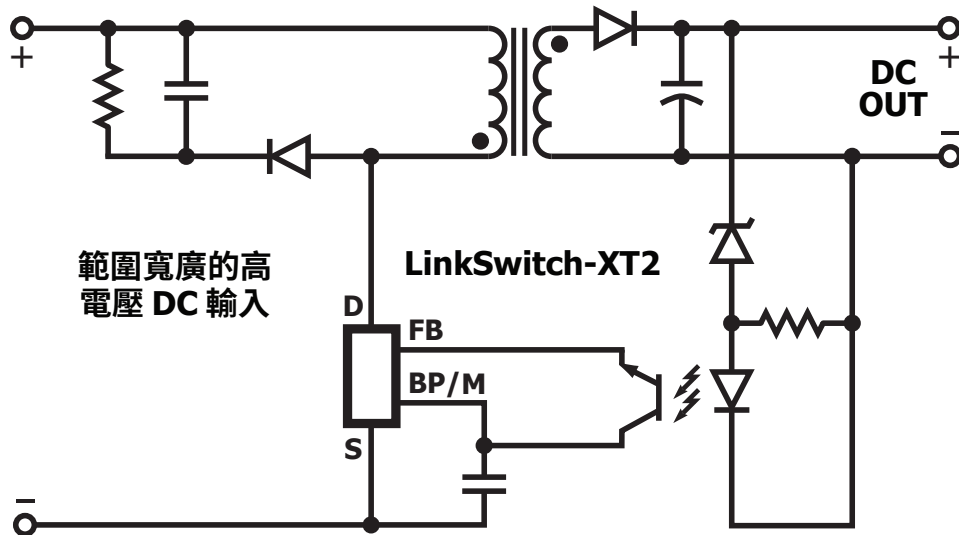 +
+
DC
OUT
−
範圍寬廣的高
電壓 DC 輸入
LinkSwitch-XT2
D
FB
BP/M
S
−